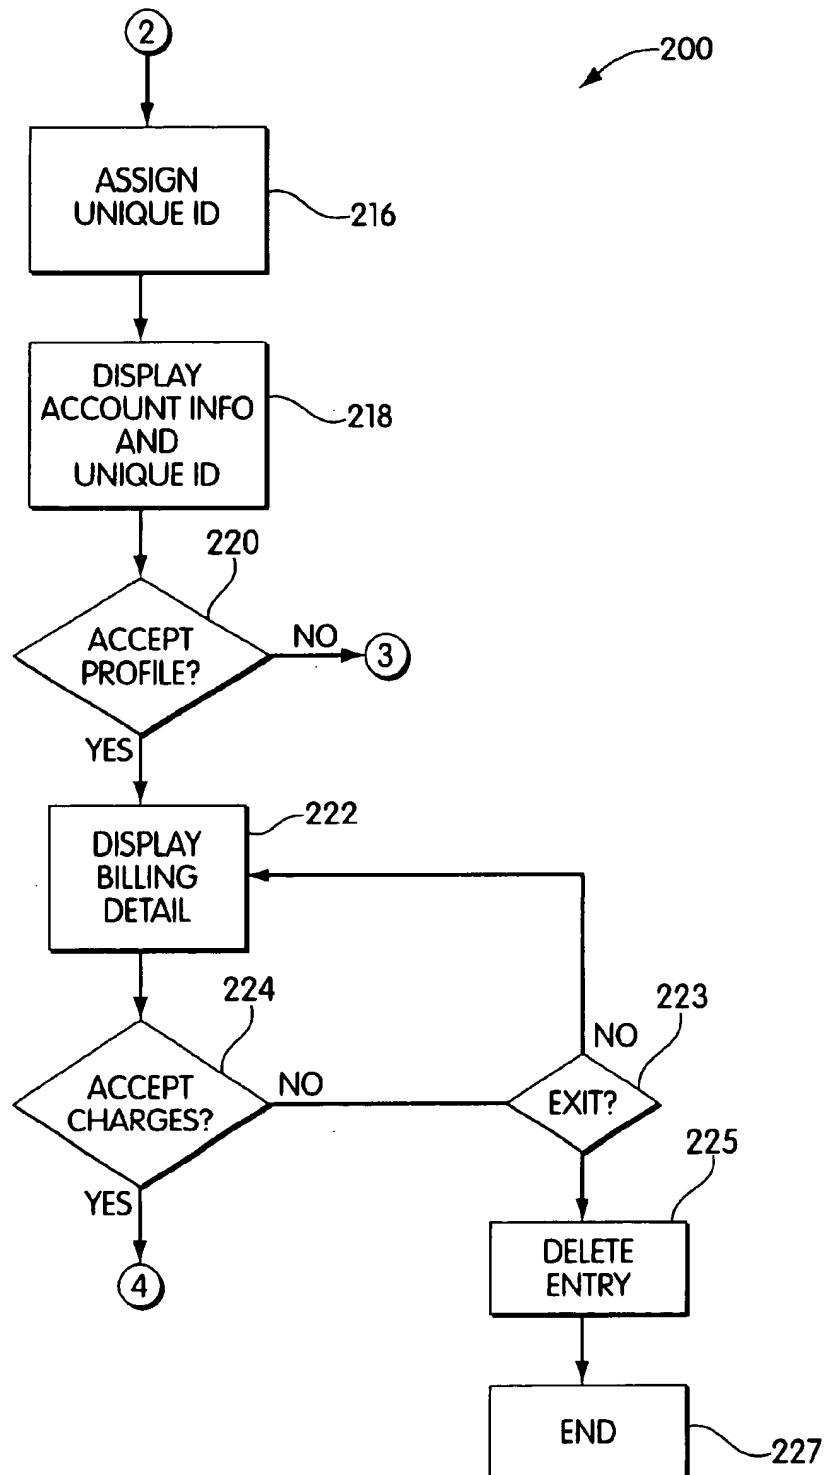 2
200
ASSIGN
UNIQUE ID
216
DISPLAY
ACCOUNT INFO
AND
UNIQUE ID
218
220
ACCEPT
PROFILE?
NO
3
YES
222
DISPLAY
BILLING
DETAIL
224
223
NO
ACCEPT
CHARGES?
NO
EXIT?
YES
225
4
DELETE
ENTRY
END
227